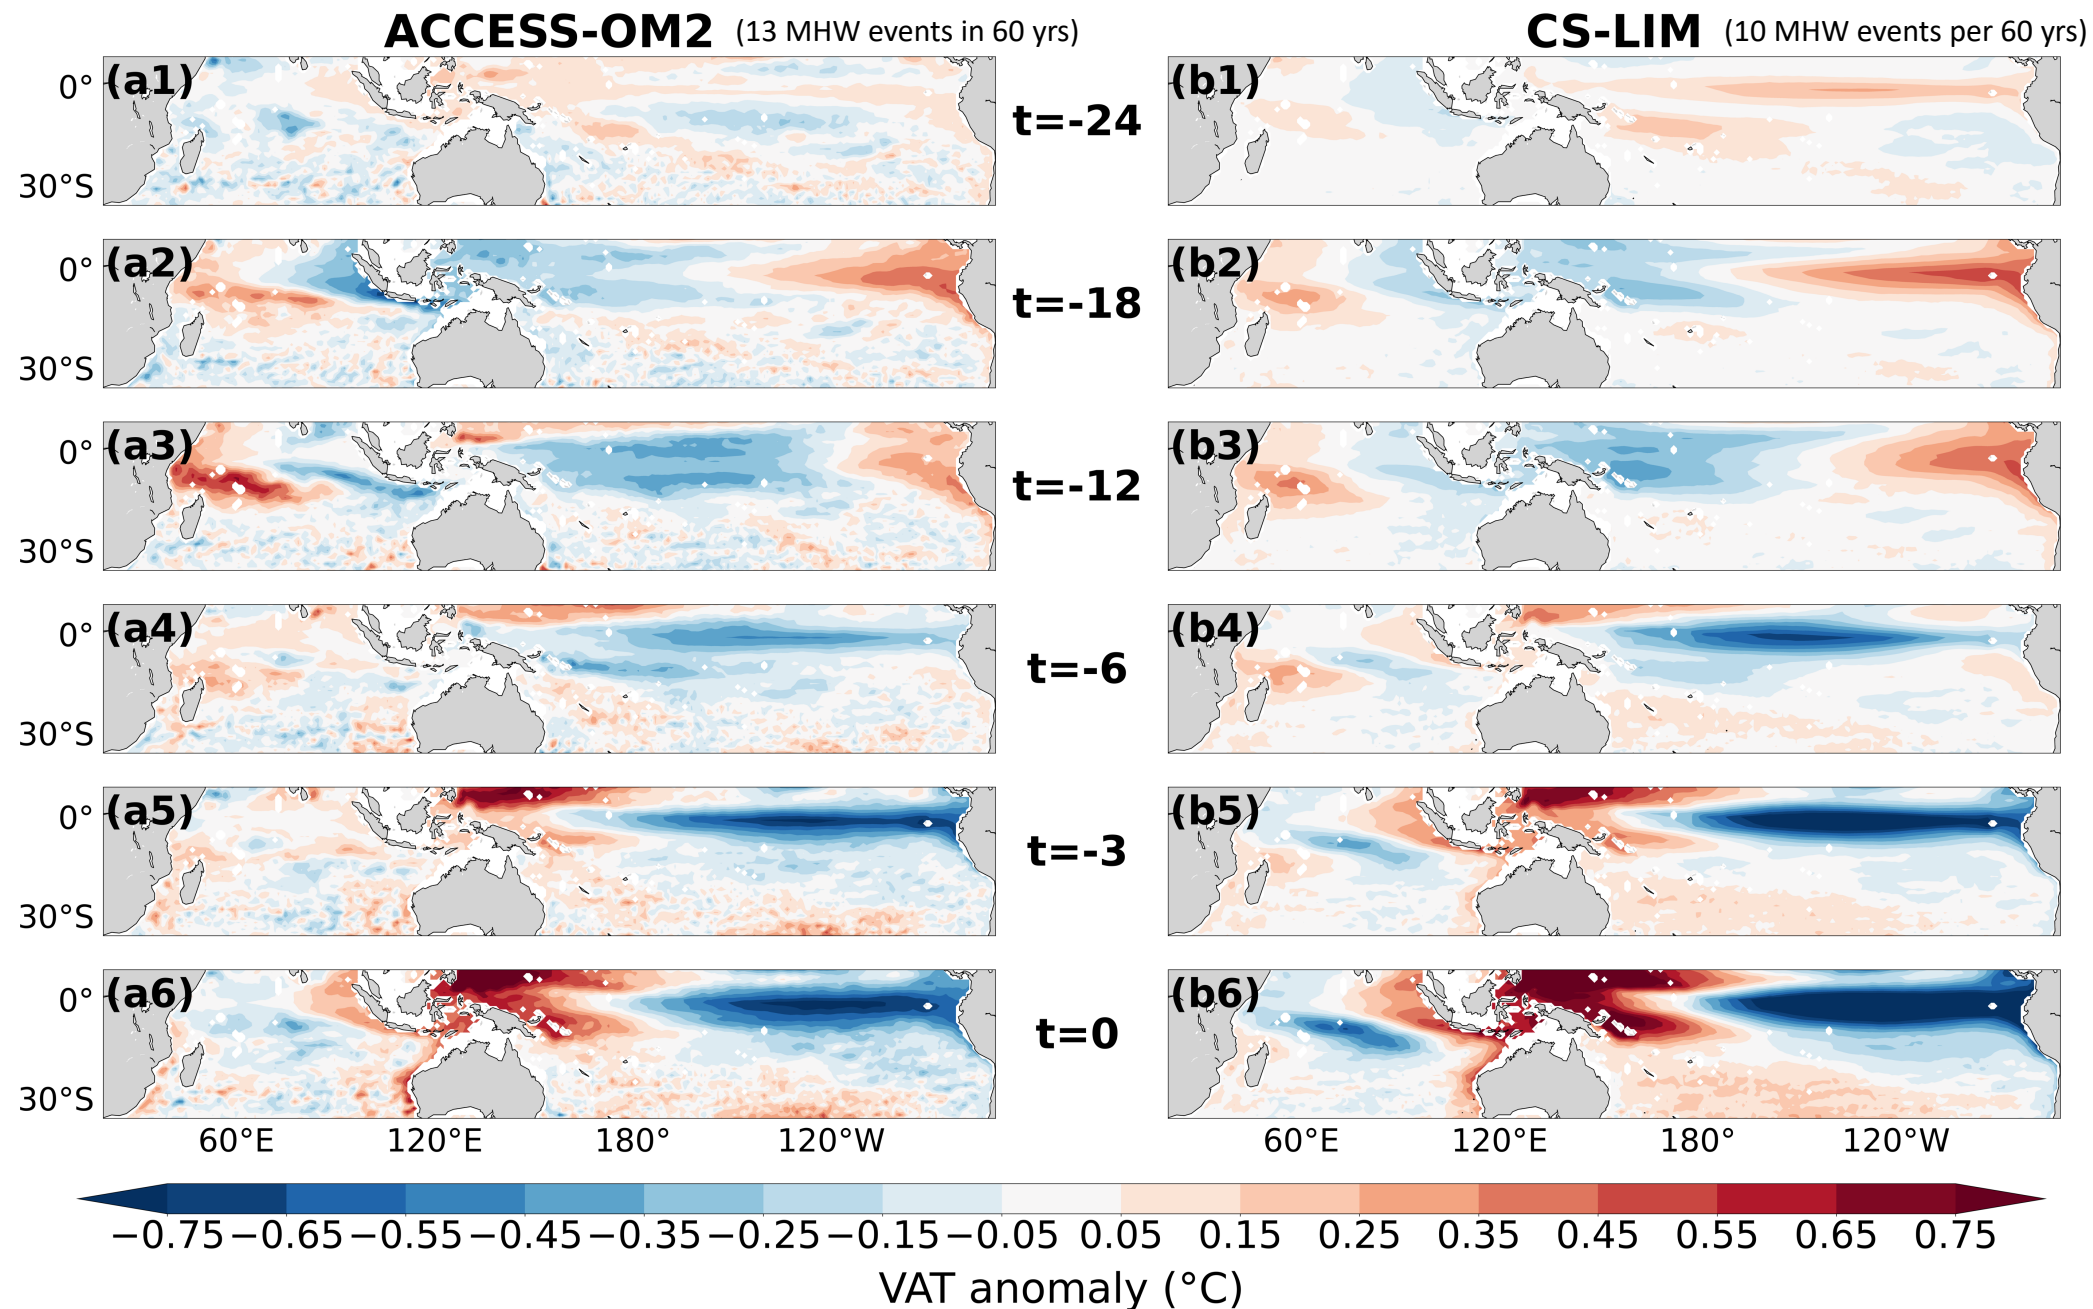 ACCESS-OM2 (13 MHW events in 60 yrs) CS-LIM (10 MHW events per 60 yrs)
0° (a1) t=-24 (b1)
30°S
0° (a2) t=-18 (b2)
30°S
0° (a3) t=-12 (b3)
30°S
0° (a4) t=-6 (b4)
30°S
0° (a5) t=-3 (b5)
30°S
0° (a6) t=0 (b6)
30°S
60°E 120°E 180° 120°W 60°E 120°E 180° 120°W
−0.75 −0.65 −0.55 −0.45 −0.35 −0.25 −0.15 −0.05 0.05 0.15 0.25 0.35 0.45 0.55 0.65 0.75
VAT anomaly (°C)